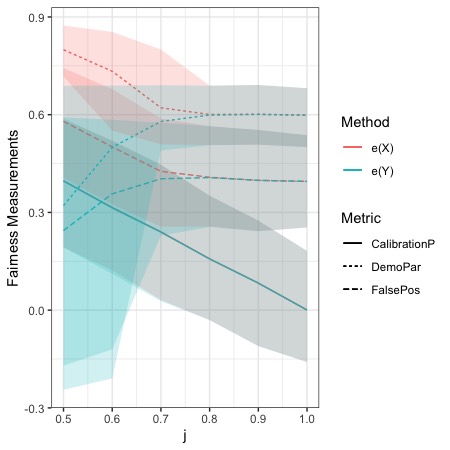 0.9
0.6
0.3
0.0
-0.3
Fairness Measurements
0.5 0.6 0.7 0.8 0.9 1.0
j
Method
e(X)
e(Y)
Metric
CalibrationP
DemoPar
FalsePos